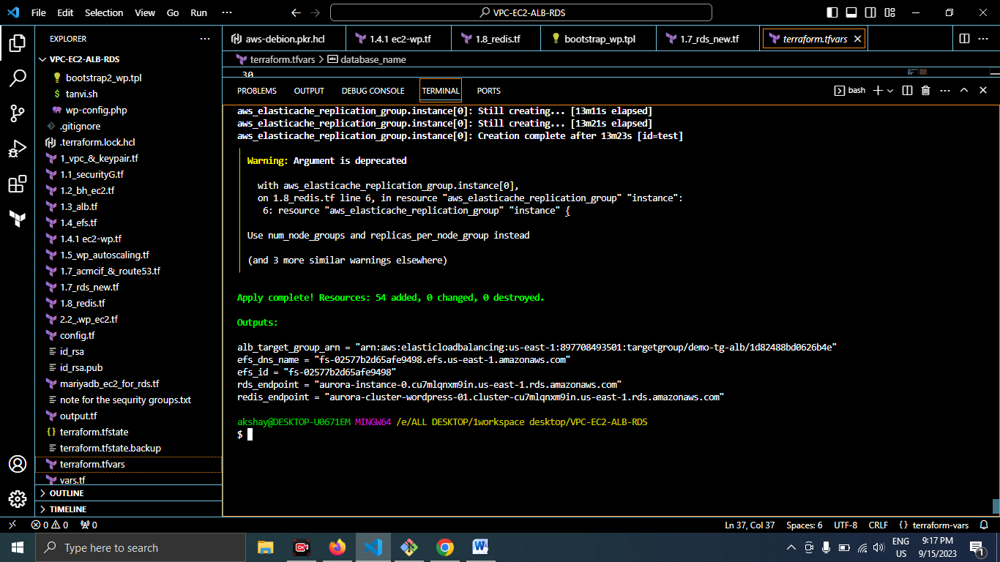 File Edit Selection View Go Run ··· VPC-EC2-ALB-RDS
EXPLORER ···
VPC-EC2-ALB-RDS
bootstrap2_wp.tpl
tanvi.sh
wp-config.php
.gitignore
.terraform.lock.hcl
1_vpc_&_keypair.tf
1.1_securityG.tf
1.2_bh_ec2.tf
1.3_alb.tf
1.4_efs.tf
1.4.1 ec2-wp.tf
1.5_wp_autoscaling.tf
1.7_acmcif_&_route53.tf
1.7_rds_new.tf
1.8_redis.tf
2.2_.wp_ec2.tf
config.tf
id_rsa
id_rsa.pub
mariyadb_ec2_for_rds.tf
note for the sequrity groups.txt
output.tf
terraform.tfstate
terraform.tfstate.backup
terraform.tfvars
vars.tf
OUTLINE
TIMELINE
aws-debion.pkr.hcl 1.4.1 ec2-wp.tf 1.8_redis.tf bootstrap_wp.tpl 1.7_rds_new.tf terraform.tfvars
terraform.tfvars > database_name
30
PROBLEMS OUTPUT DEBUG CONSOLE TERMINAL PORTS bash
aws_elasticache_replication_group.instance[0]: Still creating... [13m11s elapsed]
aws_elasticache_replication_group.instance[0]: Still creating... [13m21s elapsed]
aws_elasticache_replication_group.instance[0]: Creation complete after 13m23s [id=test]
Warning: Argument is deprecated
with aws_elasticache_replication_group.instance[0],
on 1.8_redis.tf line 6, in resource "aws_elasticache_replication_group" "instance":
6: resource "aws_elasticache_replication_group" "instance" {
Use num_node_groups and replicas_per_node_group instead
(and 3 more similar warnings elsewhere)
Apply complete! Resources: 54 added, 0 changed, 0 destroyed.
Outputs:
alb_target_group_arn = "arn:aws:elasticloadbalancing:us-east-1:897708493501:targetgroup/demo-tg-alb/1d82488bd0626b4e"
efs_dns_name = "fs-02577b2d65afe9498.efs.us-east-1.amazonaws.com"
efs_id = "fs-02577b2d65afe9498"
rds_endpoint = "aurora-instance-0.cu7mlqnxm9in.us-east-1.rds.amazonaws.com"
redis_endpoint = "aurora-cluster-wordpress-01.cluster-cu7mlqnxm9in.us-east-1.rds.amazonaws.com"
akshay@DESKTOP-U0671EM MINGW64 /e/ALL DESKTOP/1workspace desktop/VPC-EC2-ALB-RDS
$
0 0 0 Ln 37, Col 37 Spaces: 6 UTF-8 CRLF {} terraform-vars
Type here to search ENG US 9:17 PM 9/15/2023 1